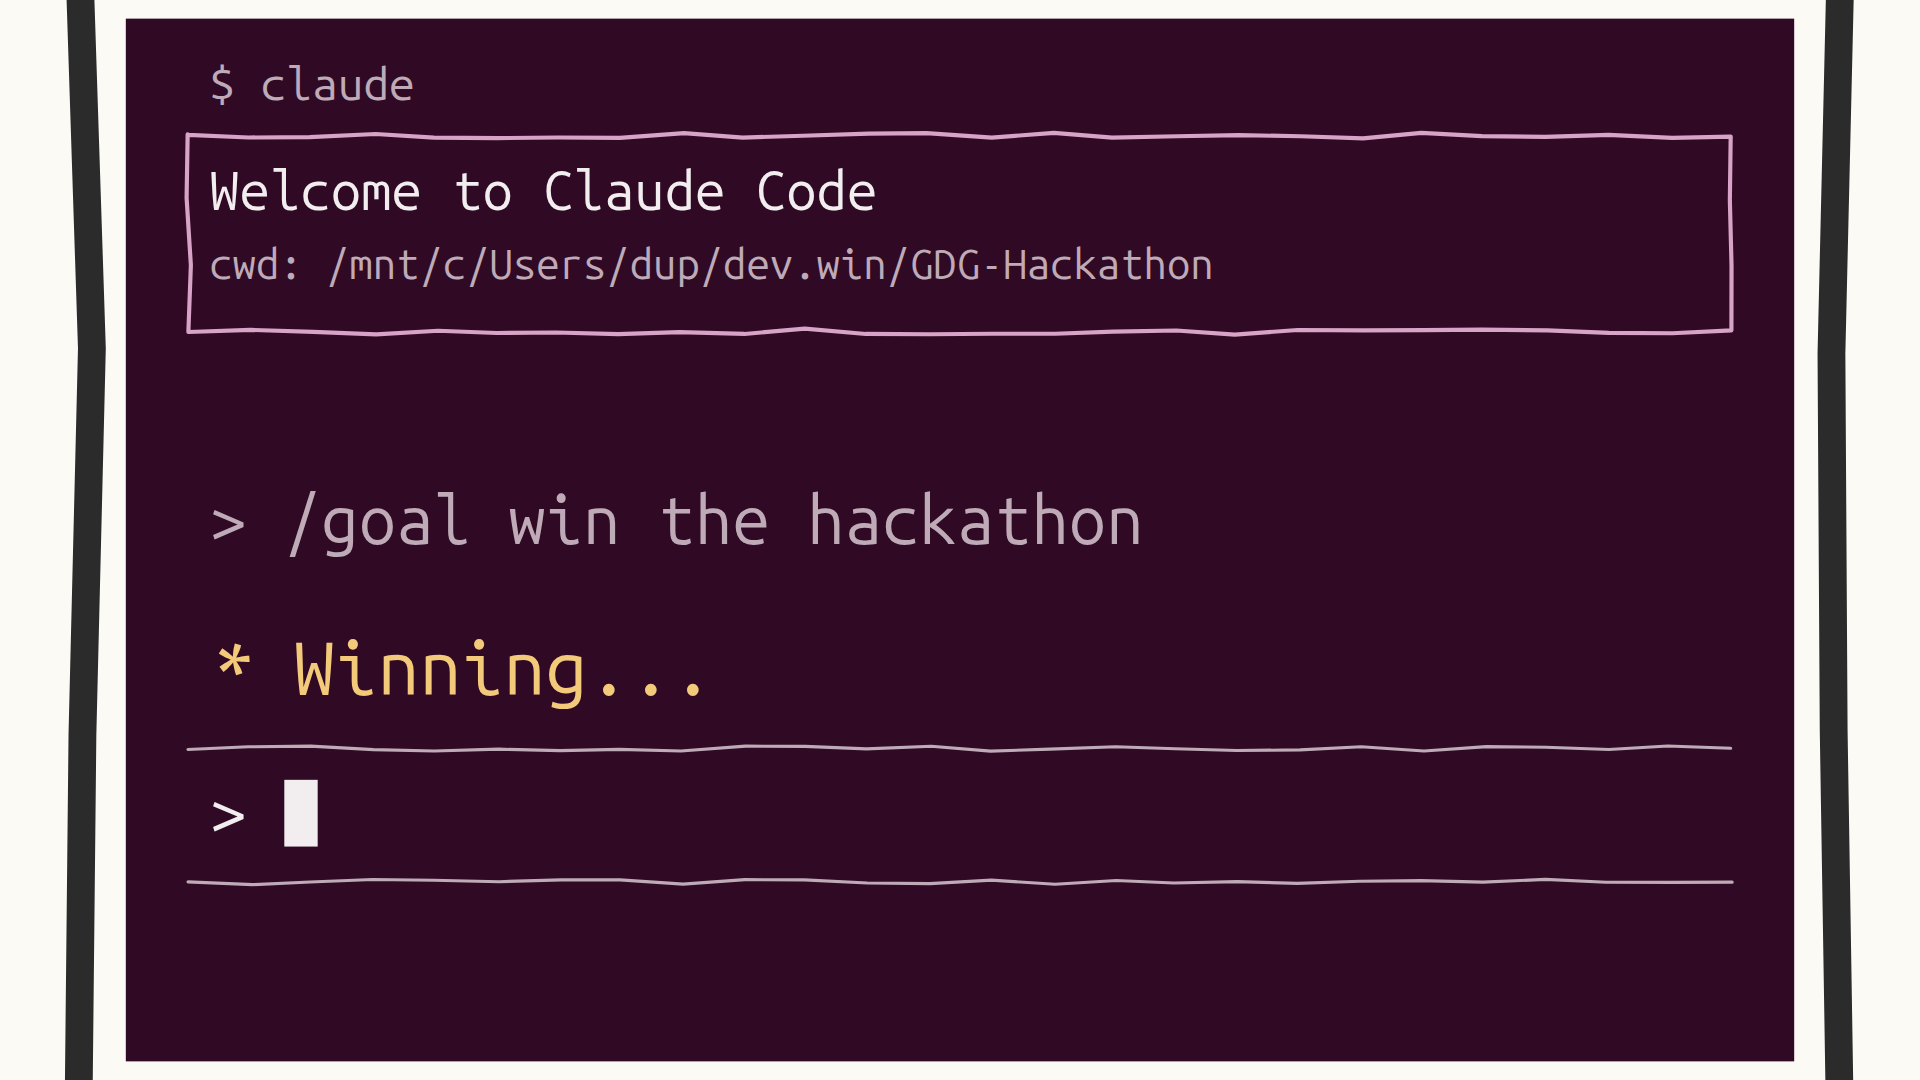 $ claude
Welcome to Claude Code
cwd: /mnt/c/Users/dup/dev.win/GDG-Hackathon
> /goal win the hackathon
* Winning...
>